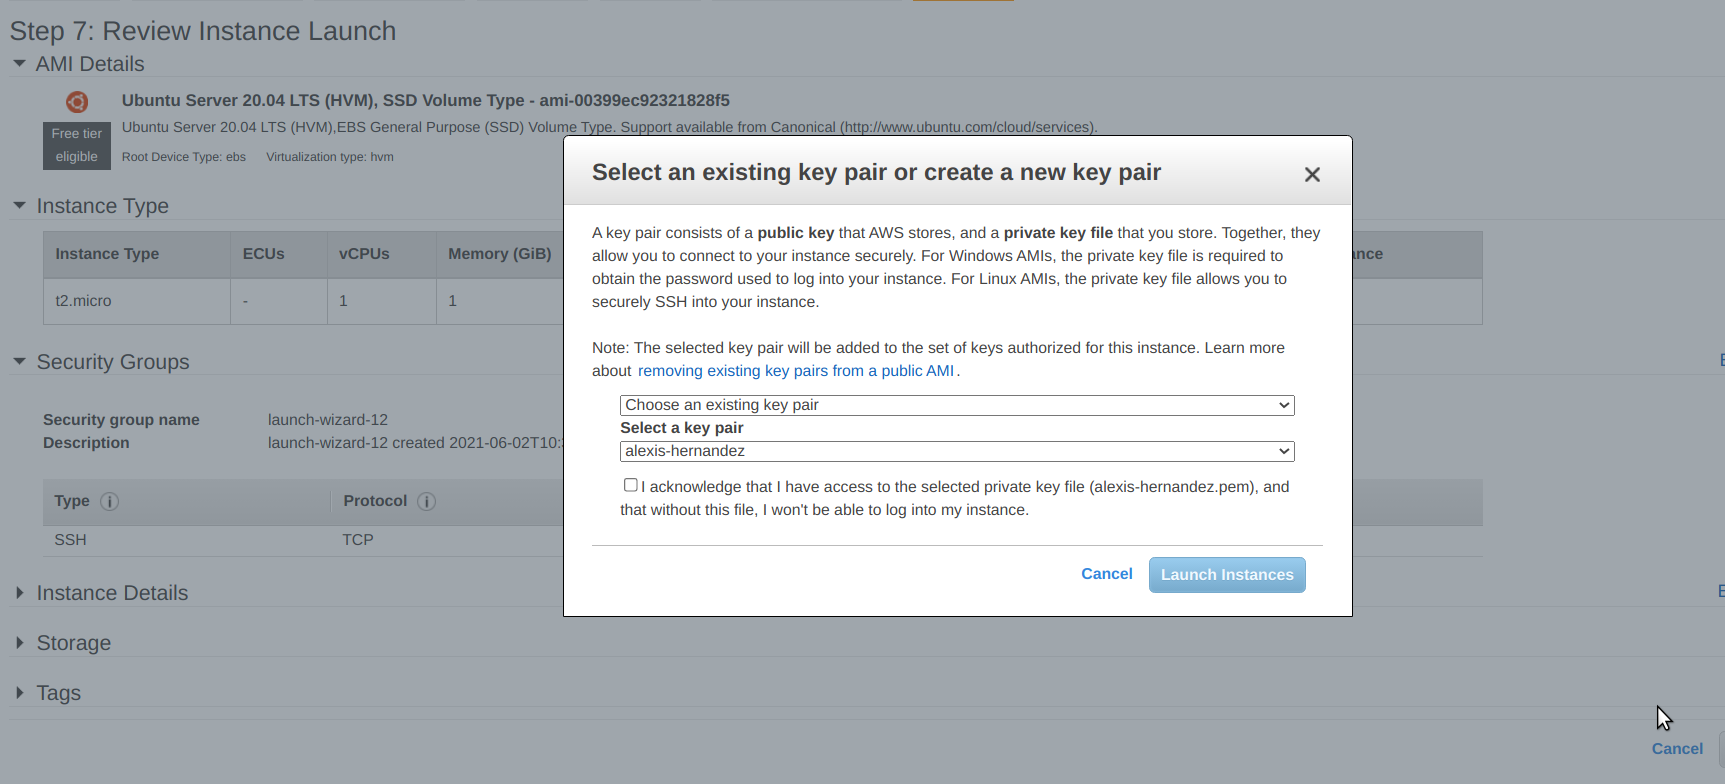 Step 7: Review Instance Launch
AMI Details
Ubuntu Server 20.04 LTS (HVM), SSD Volume Type - ami-00399ec92321828f5
Free tier eligible
Ubuntu Server 20.04 LTS (HVM),EBS General Purpose (SSD) Volume Type. Support available from Canonical (http://www.ubuntu.com/cloud/services).
Root Device Type: ebs Virtualization type: hvm
Instance Type
Instance Type ECUs vCPUs Memory (GiB)
t2.micro - 1 1
Security Groups
Security group name launch-wizard-12
Description launch-wizard-12 created 2021-06-02T10:
Type Protocol
SSH TCP
Instance Details
Storage
Tags
Cancel
Select an existing key pair or create a new key pair
A key pair consists of a public key that AWS stores, and a private key file that you store. Together, they
allow you to connect to your instance securely. For Windows AMIs, the private key file is required to
obtain the password used to log into your instance. For Linux AMIs, the private key file allows you to
securely SSH into your instance.
Note: The selected key pair will be added to the set of keys authorized for this instance. Learn more
about removing existing key pairs from a public AMI .
Choose an existing key pair
Select a key pair
alexis-hernandez
I acknowledge that I have access to the selected private key file (alexis-hernandez.pem), and
that without this file, I won't be able to log into my instance.
Cancel Launch Instances